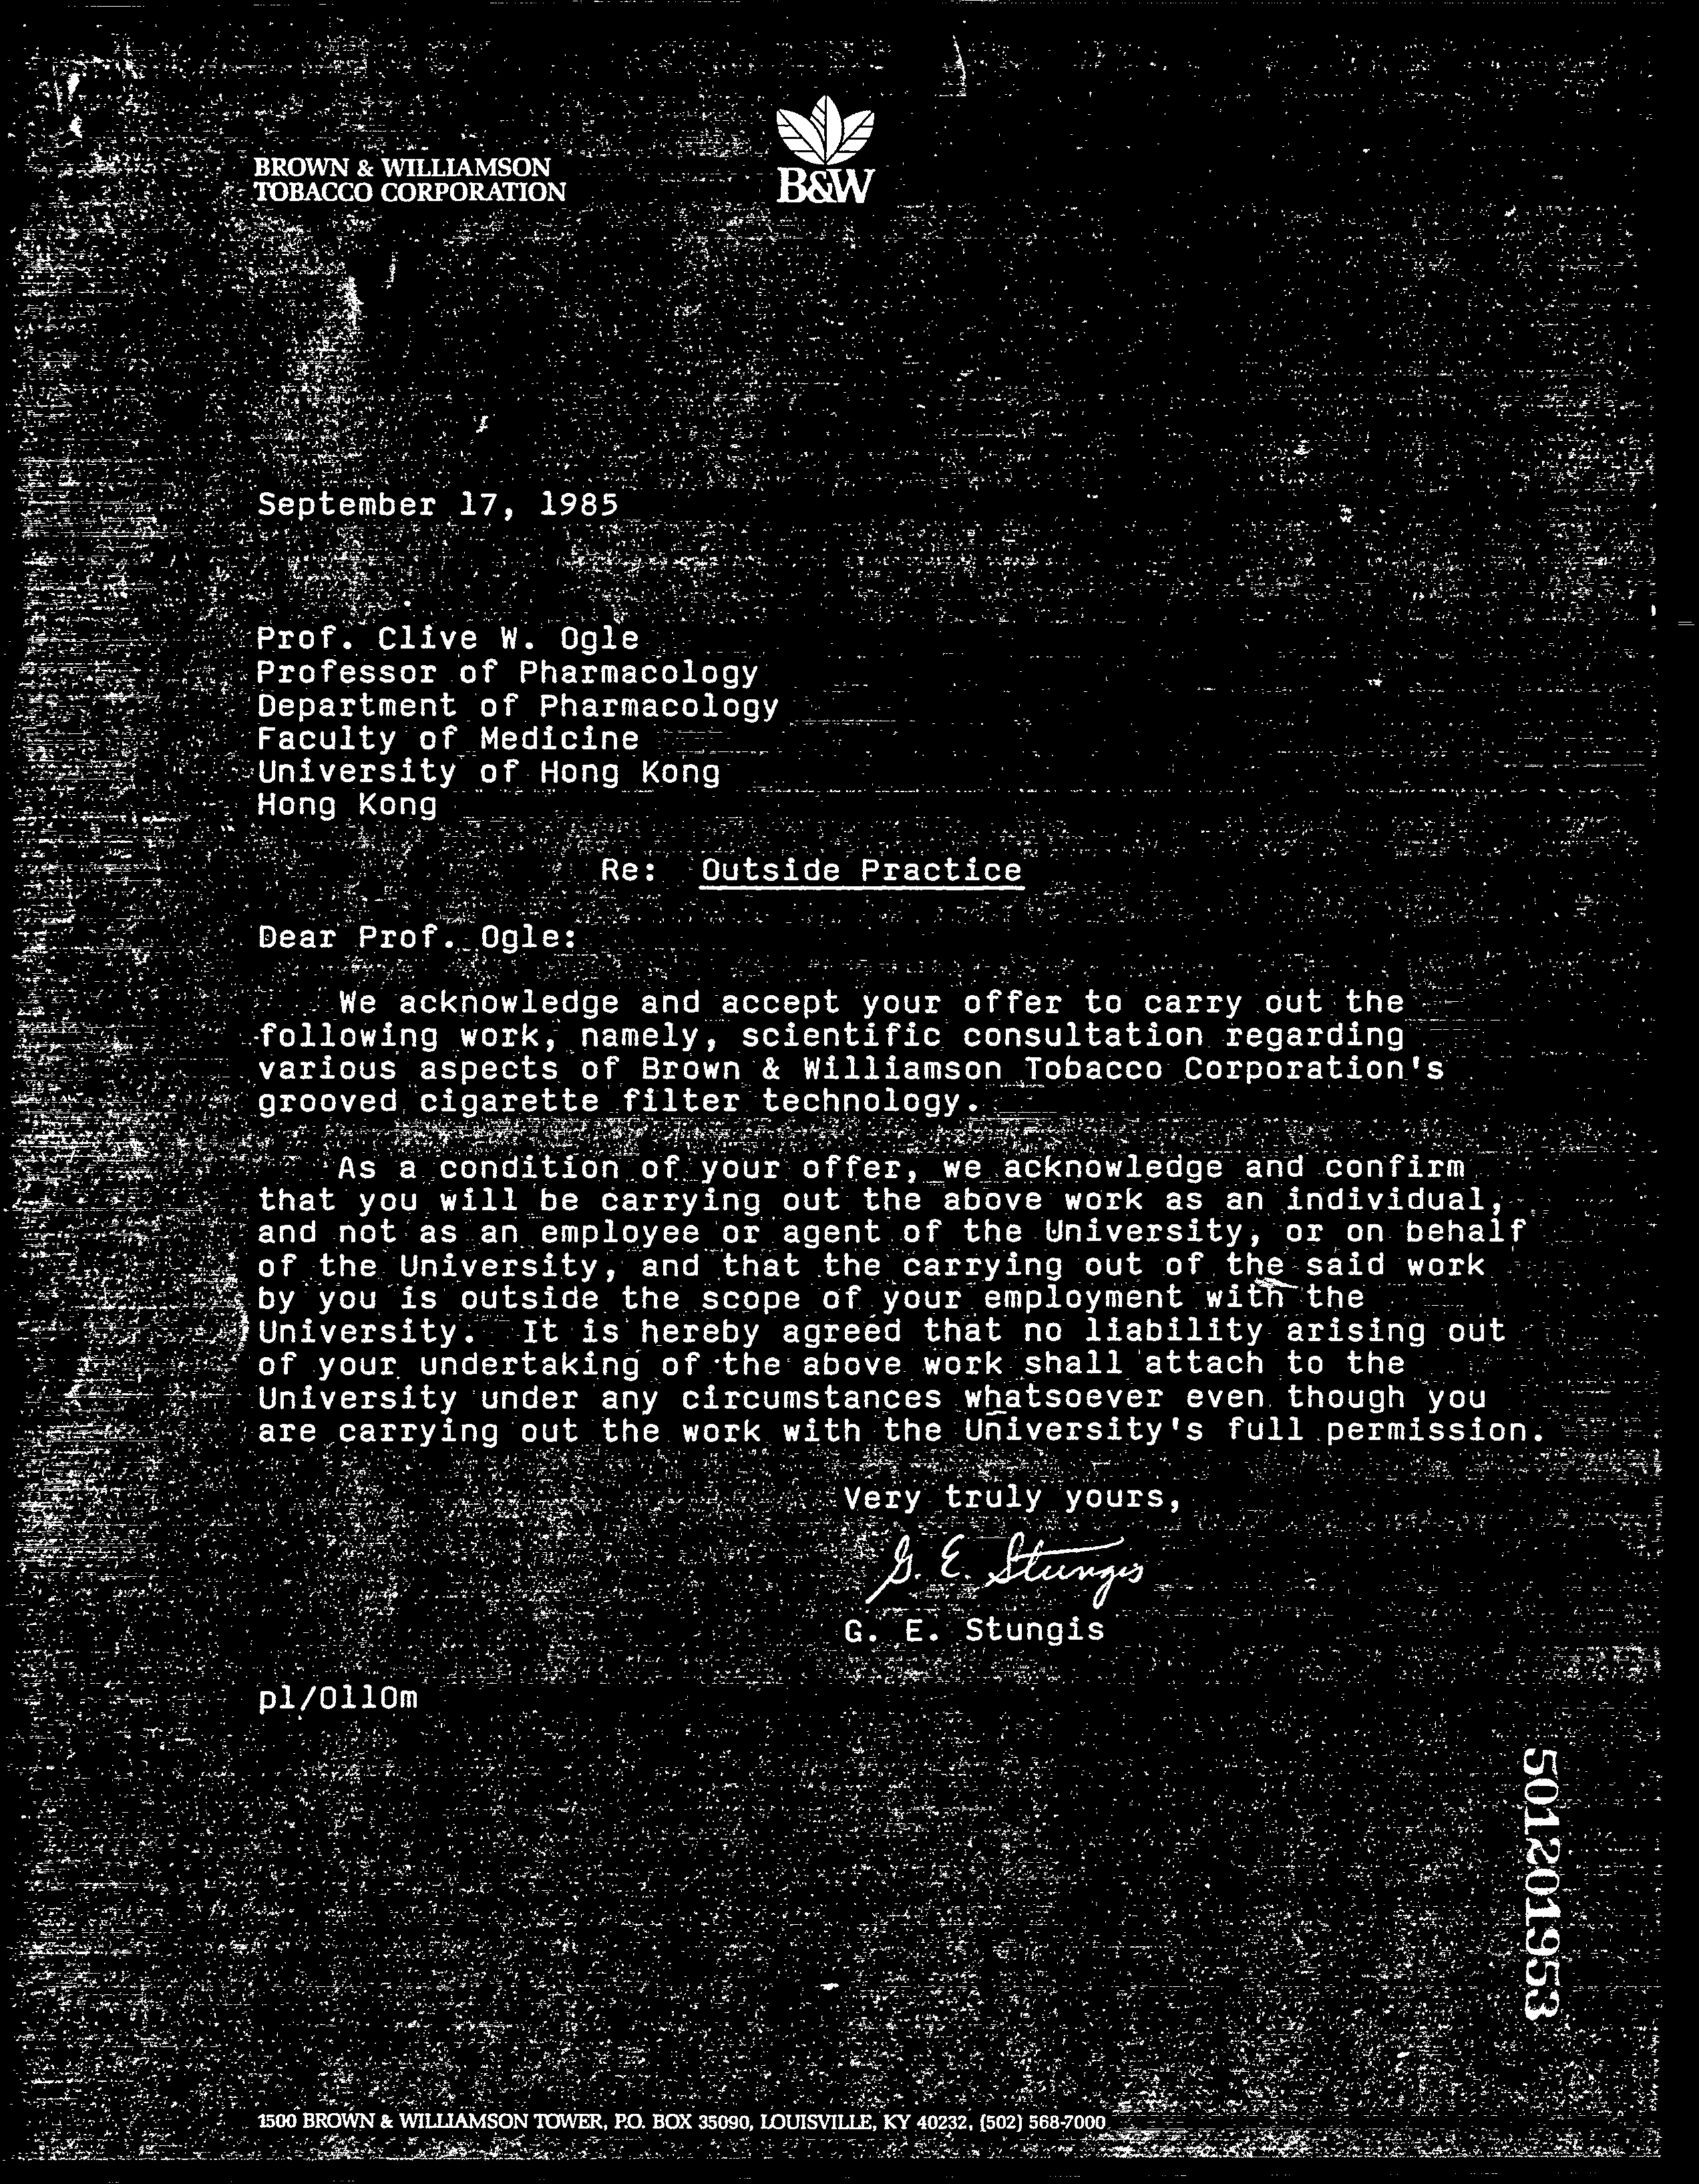 BROWN & WILLIAMSON
TOBACCO CORPORATION
B&W
September 17, 1985
Prof. Clive W. Ogle
Professor of Pharmacology
Department of Pharmacology
Faculty of Medicine
University of Hong Kong
Hong Kong
Re: Outside Practice
Dear Prof. Ogle:
We acknowledge and accept your offer to carry out the
following work, namely, scientific consultation regarding
various aspects of Brown & Williamson Tobacco Corporation's
grooved cigarette filter technology.
As a condition of your offer, we acknowledge and confirm
that you will be carrying out the above work as an individual,
and not as an employee or agent of the University, or on behalf
of the University, and that the carrying out of the said work
by you is outside the scope of your employment with the
University. It is hereby agreed that no liability arising out
of your undertaking of the above work shall attach to the
University under any circumstances whatsoever even though you
are carrying out the work with the University's full permission.
Very truly yours,
G. E. Stungis
G. E. Stungis
pl/0110m
501201953
1500 BROWN & WILLIAMSON TOWER, P.O. BOX 35090, LOUISVILLE, KY 40232, (502) 568-7000